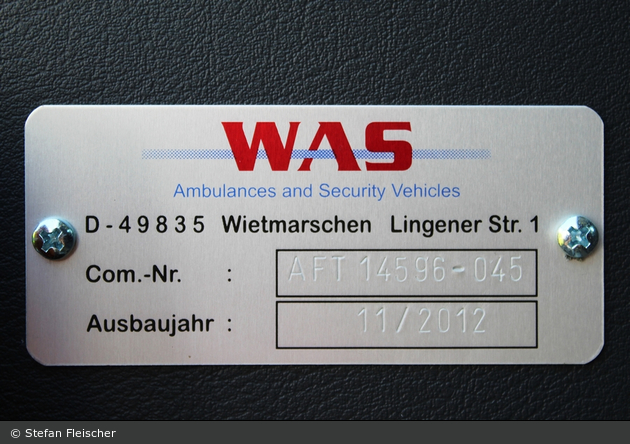 WAS
Ambulances and Security Vehicles
D-49835 Wietmarschen Lingener Str. 1
Com.-Nr. : AFT 14596-045
Ausbaujahr : 11/2012
© Stefan Fleischer